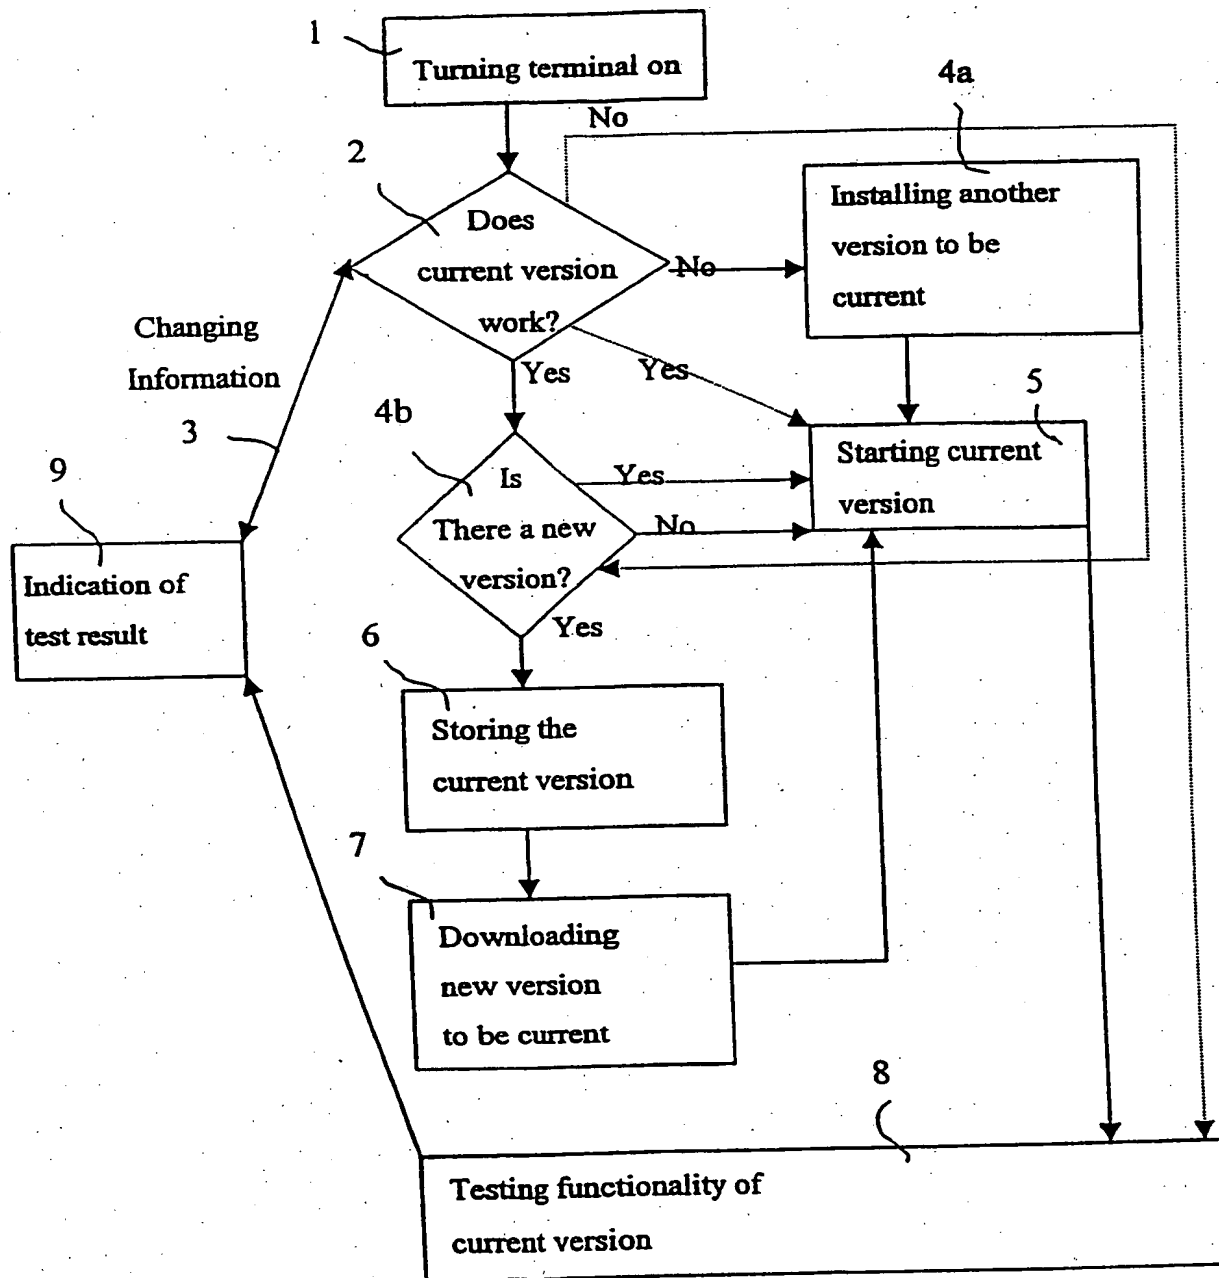 1
Turning terminal on
No
4a
2
Does
current version
work?
No
Installing another
version to be
current
Changing
Information
3
Yes
Yes
4b
5
Is
There a new
version?
Yes
No
Starting current
version
9
Indication of
test result
Yes
6
Storing the
current version
7
Downloading
new version
to be current
8
Testing functionality of
current version